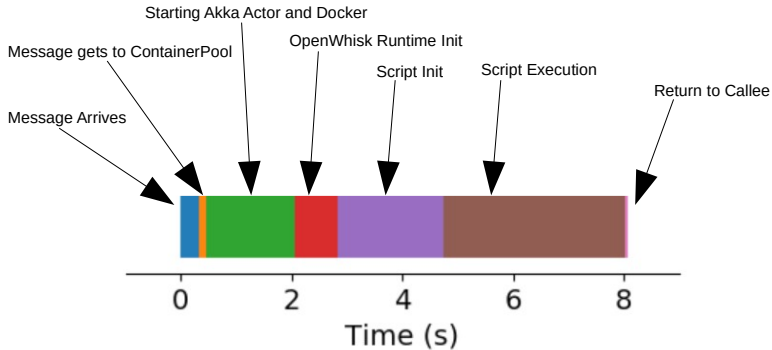 Starting Akka Actor and Docker
OpenWhisk Runtime Init
Message gets to ContainerPool
Script Init
Script Execution
Return to Callee
Message Arrives
0 2 4 6 8
Time (s)